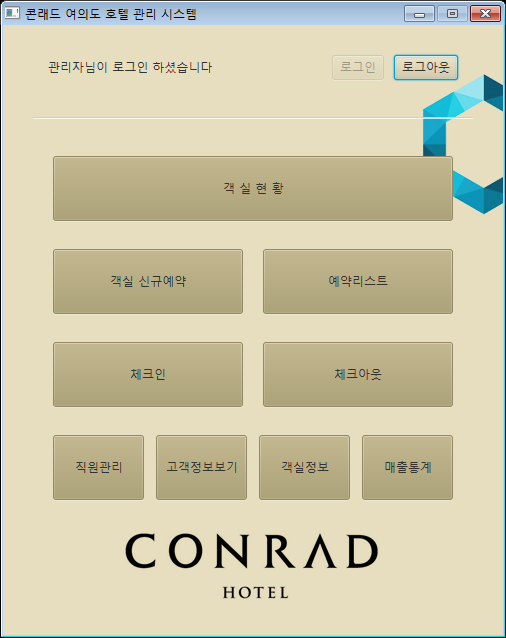 콘래드 여의도 호텔 관리 시스템
관리자님이 로그인 하셨습니다
로그인
로그아웃
객 실 현 황
객실 신규예약
예약리스트
체크인
체크아웃
직원관리
고객정보보기
객실정보
매출통계
CONRAD
HOTEL